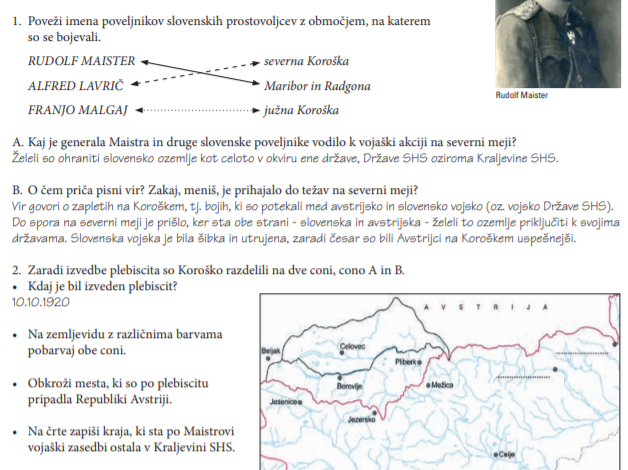 1. Poveži imena poveljnikov slovenskih prostovoljcev z območjem, na katerem
so se bojevali.
RUDOLF MAISTER severna Koroška
ALFRED LAVRIČ Maribor in Radgona
FRANJO MALGAJ južna Koroška
Rudolf Maister
A. Kaj je generala Maistra in druge slovenske poveljnike vodilo k vojaški akciji na severni meji?
Želeli so ohraniti slovensko ozemlje kot celoto v okviru ene države, Države SHS oziroma Kraljevine SHS.
B. O čem priča pisni vir? Zakaj, meniš, je prihajalo do težav na severni meji?
Vir govori o zapletih na Koroškem, tj. bojih, ki so potekali med avstrijsko in slovensko vojsko (oz. vojsko Države SHS).
Do spora na severni meji je prišlo, ker sta obe strani - slovenska in avstrijska - želeli to ozemlje priključiti k svojima
državama. Slovenska vojska je bila šibka in utrujena, zaradi česar so bili Avstrijci na Koroškem uspešnejši.
2. Zaradi izvedbe plebiscita so Koroško razdelili na dve coni, cono A in B.
• Kdaj je bil izveden plebiscit?
10.10.1920
• Na zemljevidu z različnima barvama
pobarvaj obe coni.
• Obkroži mesta, ki so po plebiscitu
pripadla Republiki Avstriji.
• Na črte zapiši kraja, ki sta po Maistrovi
vojaški zasedbi ostala v Kraljevini SHS.
AVSTRIJA
Beljak
Celovec
Pliberk
Borovlje
Mežica
Jesenice
Jezersko
Celje